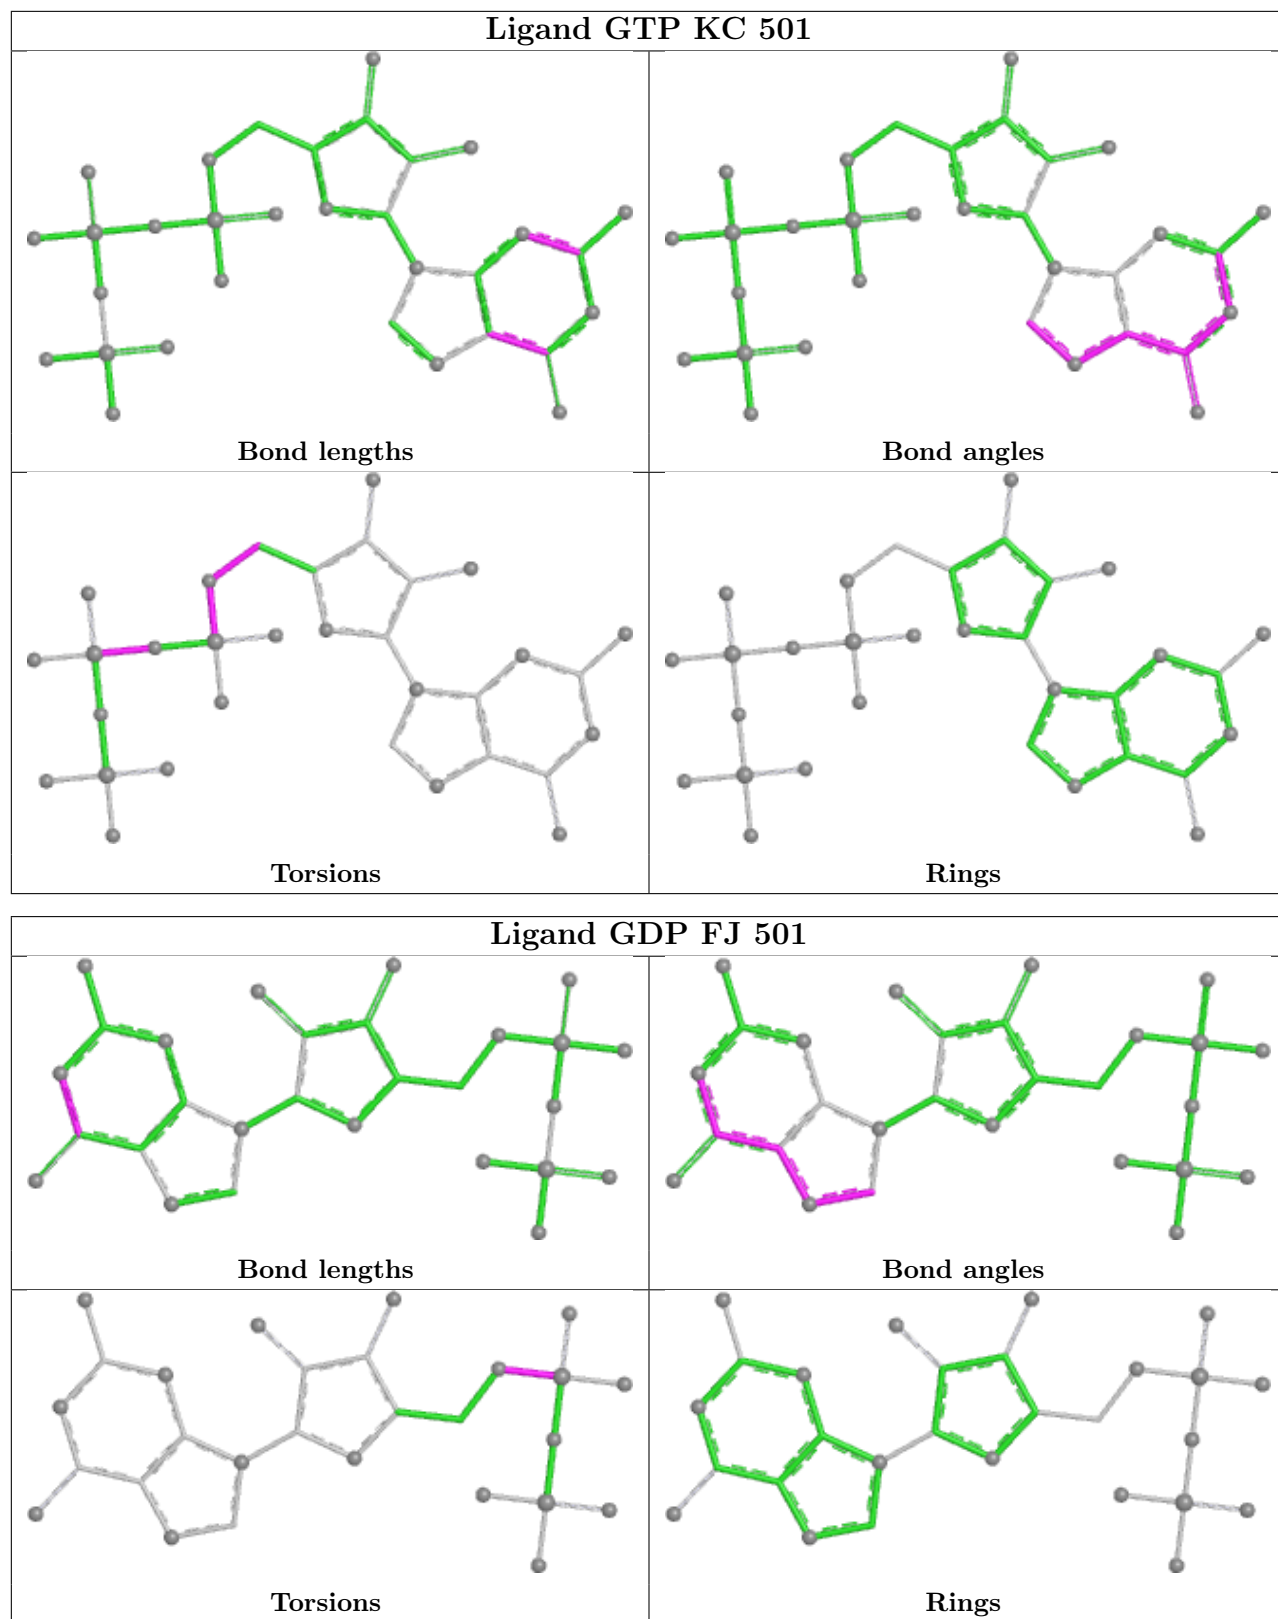 Ligand GTP KC 501
Bond lengths
Bond angles
Torsions
Rings
Ligand GDP FJ 501
Bond lengths
Bond angles
Torsions
Rings